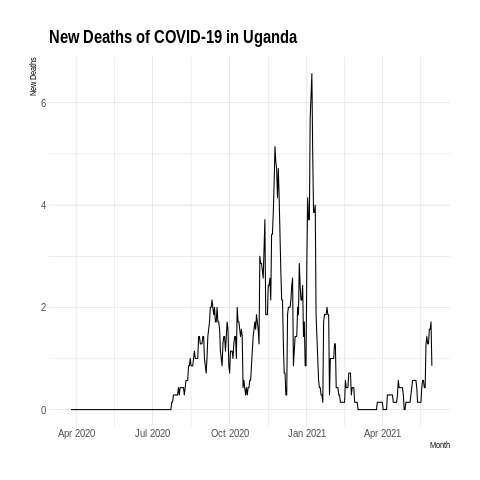 New Deaths of COVID-19 in Uganda
New Deaths
6
4
2
0
Apr 2020 Jul 2020 Oct 2020 Jan 2021 Apr 2021
Month